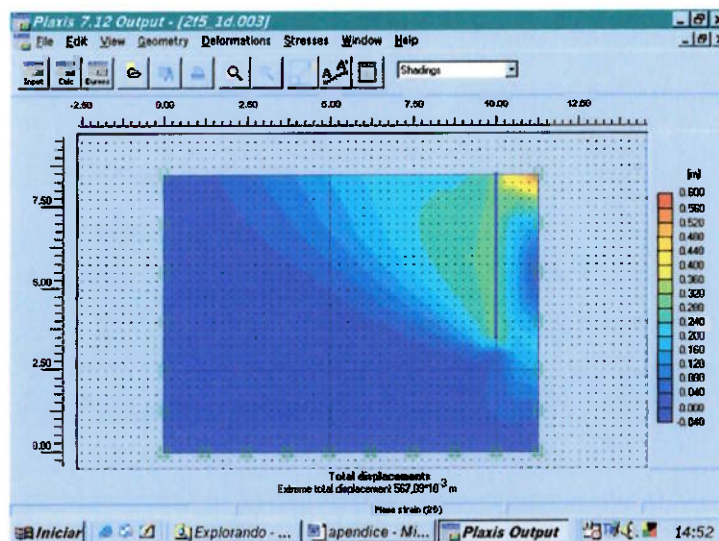 Plaxis 7.12 Output - [2f5_1d.003]
File Edit View Geometry Deformations Stresses Window Help
Input Calc Curves Shadings
-2.50 0.00 2.50 5.00 7.50 10.00 12.50
7.50
5.00
2.50
0.00
[m]
0.600
0.560
0.520
0.480
0.440
0.400
0.360
0.320
0.280
0.240
0.200
0.160
0.120
0.080
0.040
0.000
-0.040
Total displacements
Extreme total displacement 567,09*10⁻³ m
Plane strain
Iniciar Explorando - ... apendice - Mi... Plaxis Output 14:52